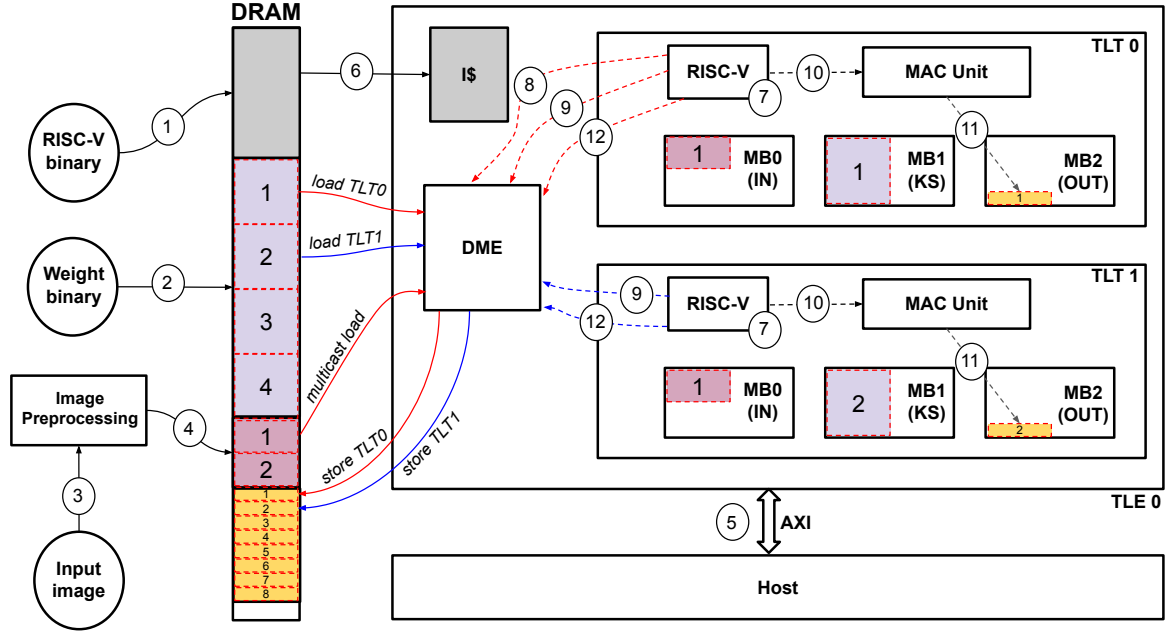 DRAM
RISC-V
binary
1
Weight
binary
2
Image
Preprocessing
4
3
Input
image
1
2
3
4
1
2
1
2
3
4
5
6
7
8
6
I$
load TLT0
load TLT1
multicast load
store TLT0
store TLT1
DME
8
9
12
TLT 0
RISC-V
7
10
MAC Unit
11
1
MB0
(IN)
1
MB1
(KS)
1
MB2
(OUT)
TLT 1
9
12
RISC-V
7
10
MAC Unit
11
1
MB0
(IN)
2
MB1
(KS)
2
MB2
(OUT)
TLE 0
5
AXI
Host